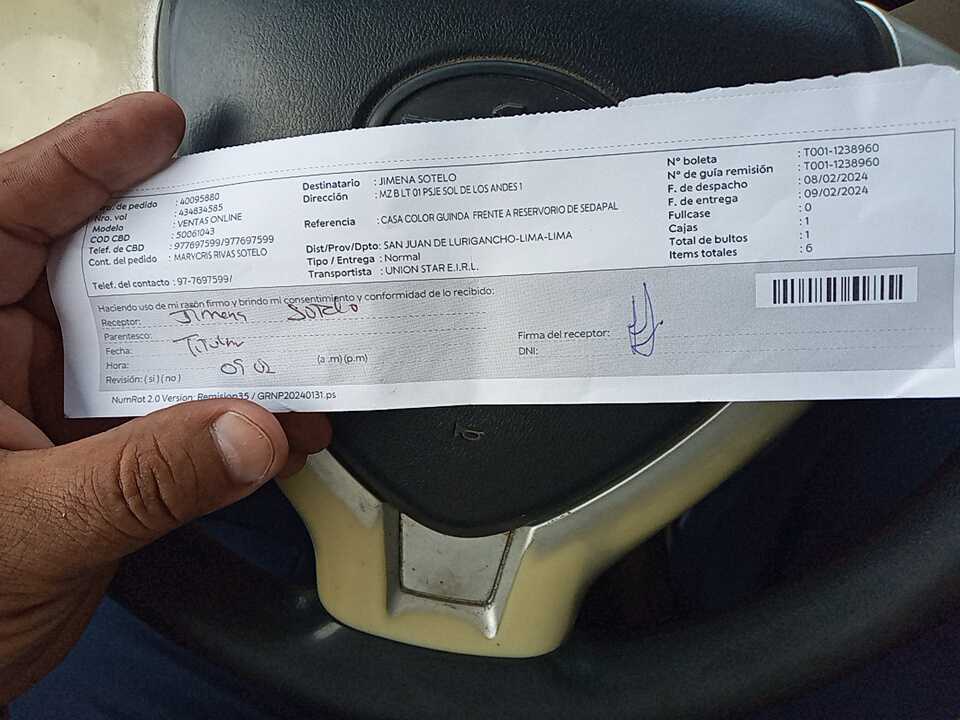 Nro. de pedido : 40095880
Nro. vol : 434834585
Modelo : VENTAS ONLINE
COD CBD : 50061043
Telef. de CBD : 977697599/977697599
Cont. del pedido : MARYCRIS RIVAS SOTELO
Telef. del contacto : 97-7697599/
Destinatario : JIMENA SOTELO
Dirección : MZ B LT 01 PSJE SOL DE LOS ANDES 1
Referencia : CASA COLOR GUINDA FRENTE A RESERVORIO DE SEDAPAL
Dist/Prov/Dpto: SAN JUAN DE LURIGANCHO-LIMA-LIMA
Tipo / Entrega : Normal
Transportista : UNION STAR E.I.R.L.
Nº boleta : T001-1238960
Nº de guía remisión : T001-1238960
F. de despacho : 08/02/2024
F. de entrega : 09/02/2024
Fullcase : 0
Cajas : 1
Total de bultos : 1
Items totales : 6
Haciendo uso de mi razón firmo y brindo mi consentimiento y conformidad de lo recibido:
Receptor: Jimena Sotelo
Parentesco: Titular
Fecha: 09 02
Hora: (a.m)(p.m)
Revisión: ( si ) ( no )
Firma del receptor:
DNI:
NumRot 2.0 Version: Remision35 / GRNP20240131.ps